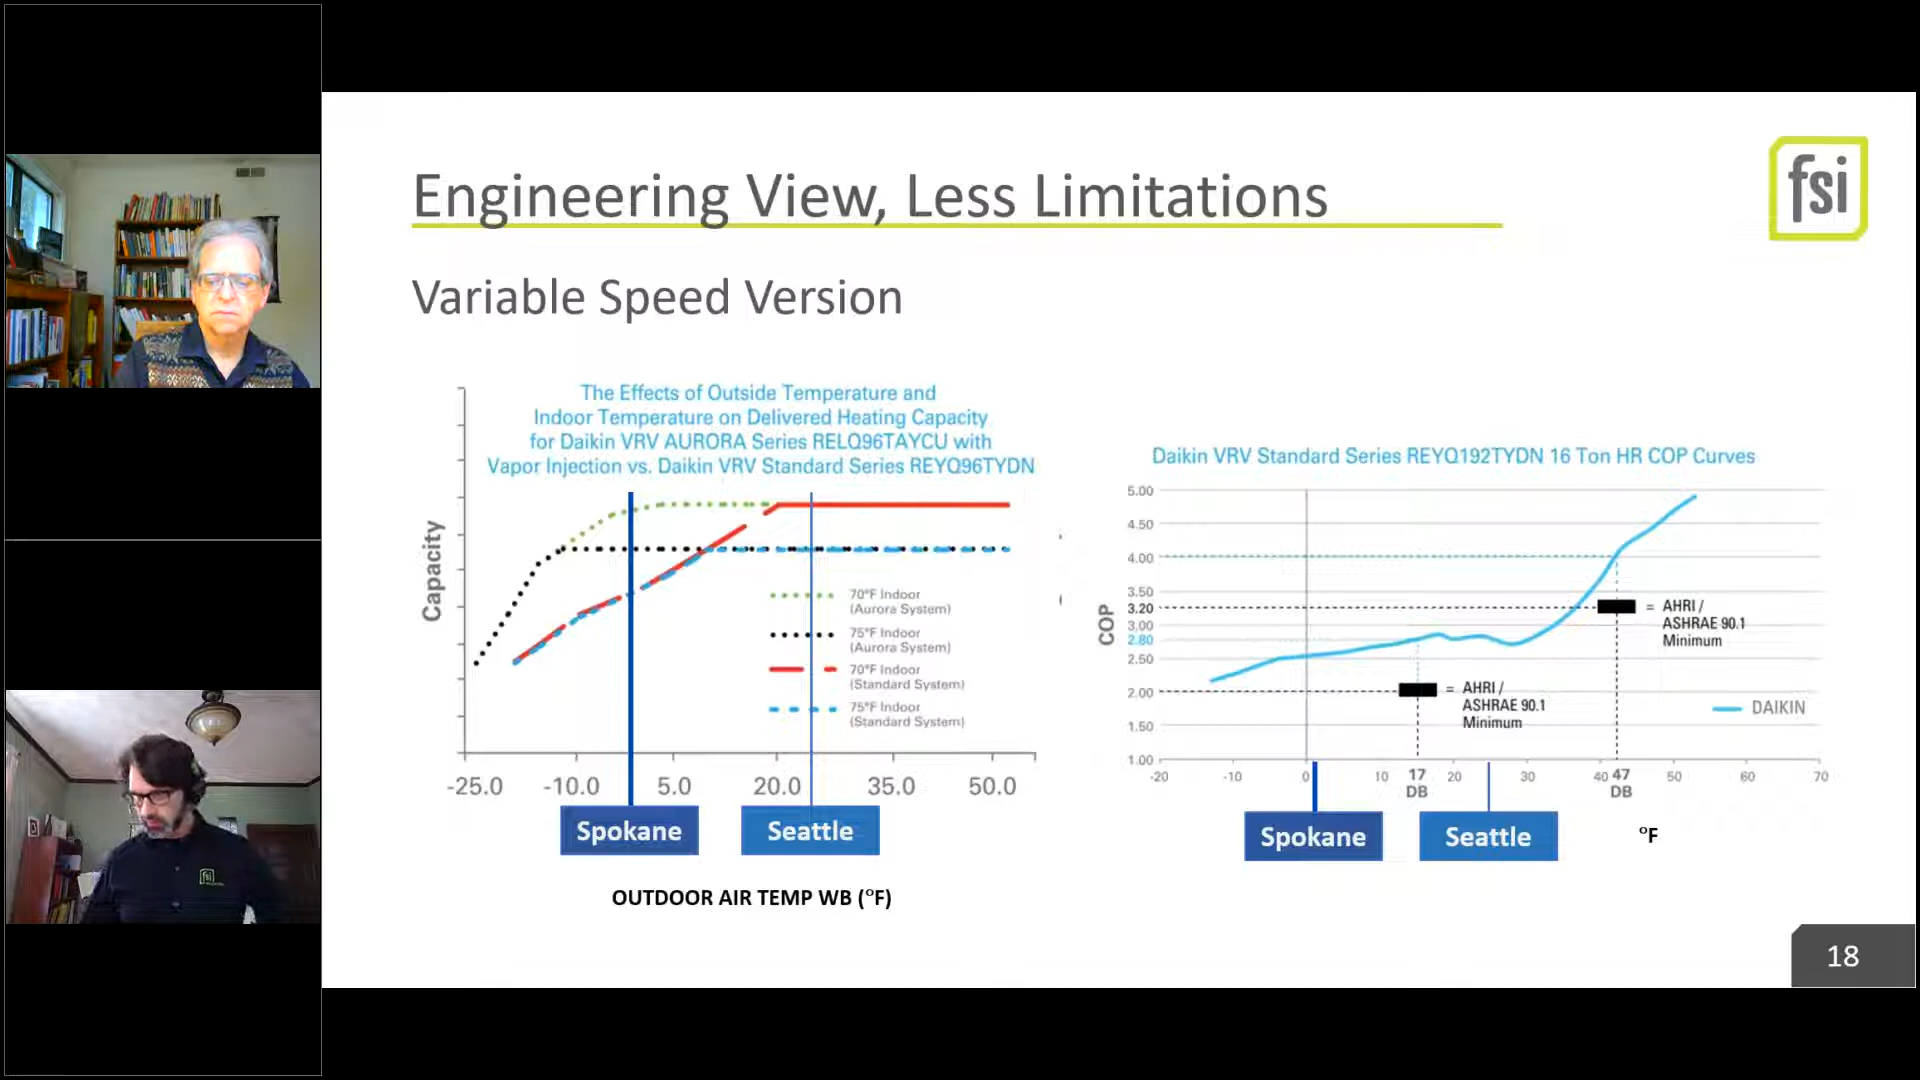 Engineering View, Less Limitations
fsi
Variable Speed Version
The Effects of Outside Temperature and
Indoor Temperature on Delivered Heating Capacity
for Daikin VRV AURORA Series RELQ96TAYCU with
Vapor Injection vs. Daikin VRV Standard Series REYQ96TYDN
Capacity
70°F Indoor
(Aurora System)
75°F Indoor
(Aurora System)
70°F Indoor
(Standard System)
75°F Indoor
(Standard System)
-25.0 -10.0 5.0 20.0 35.0 50.0
Spokane Seattle
OUTDOOR AIR TEMP WB (°F)
Daikin VRV Standard Series REYQ192TYDN 16 Ton HR COP Curves
COP
5.00
4.50
4.00
3.50
3.20
3.00
2.80
2.50
2.00
1.50
1.00
= AHRI /
ASHRAE 90.1
Minimum
= AHRI /
ASHRAE 90.1
Minimum
DAIKIN
-20 -10 0 10 17 20 30 40 47 50 60 70
DB DB
Spokane Seattle °F
18
fsi